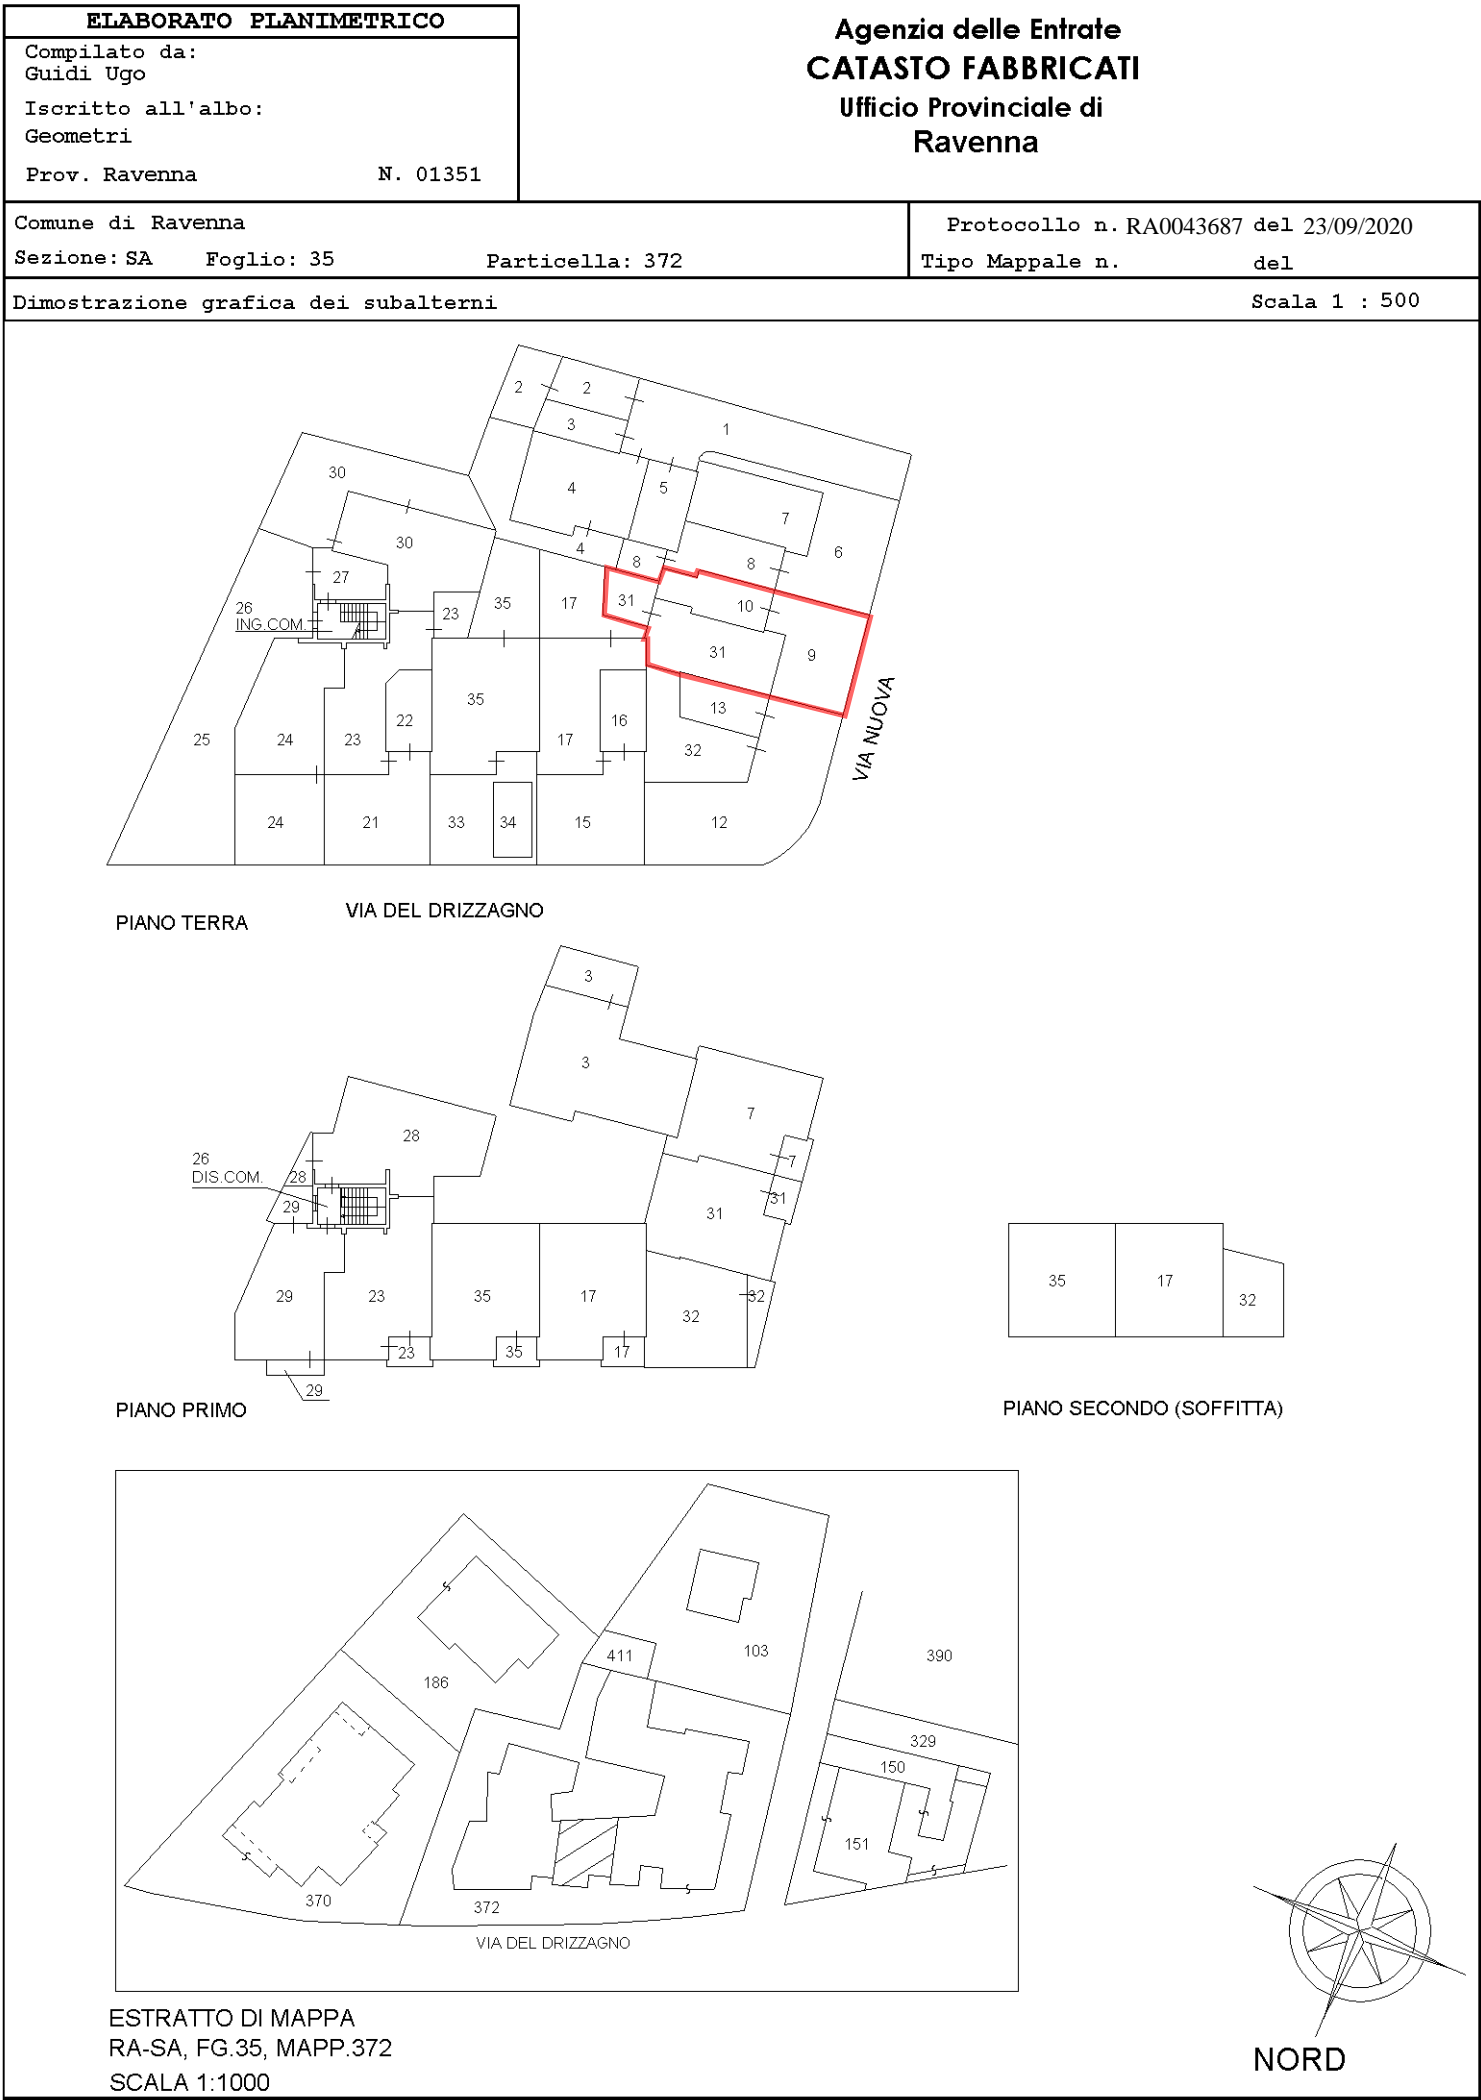 ELABORATO PLANIMETRICO
Compilato da:
Guidi Ugo
Iscritto all'albo:
Geometri
Prov. Ravenna N. 01351
Agenzia delle Entrate
CATASTO FABBRICATI
Ufficio Provinciale di
Ravenna
Comune di Ravenna
Sezione: SA Foglio: 35 Particella: 372
Protocollo n. RA0043687 del 23/09/2020
Tipo Mappale n. del
Dimostrazione grafica dei subalterni Scala 1 : 500
2 2
3
1
30
4 5
7
30
4
8 8
6
27
26
ING.COM.
23
35
17
31
10
31
9
35
13
22
16
25
24
23
17
32
VIA NUOVA
24
21
33
34
15
12
PIANO TERRA
VIA DEL DRIZZAGNO
3
3
7
28
26
DIS.COM.
7
28
29
31
31
29
23
35
17
32
32
23
35
17
29
PIANO PRIMO
35
17
32
PIANO SECONDO (SOFFITTA)
411
103
390
186
329
150
151
370
372
VIA DEL DRIZZAGNO
ESTRATTO DI MAPPA
RA-SA, FG.35, MAPP.372
SCALA 1:1000
NORD